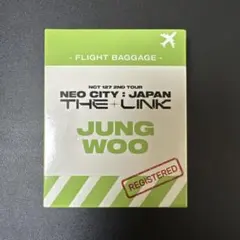 - FLIGHT BAGGAGE -
NCT 127 2ND TOUR
NEO CITY : JAPAN
THE+LINK
JUNG
WOO
REGISTERED